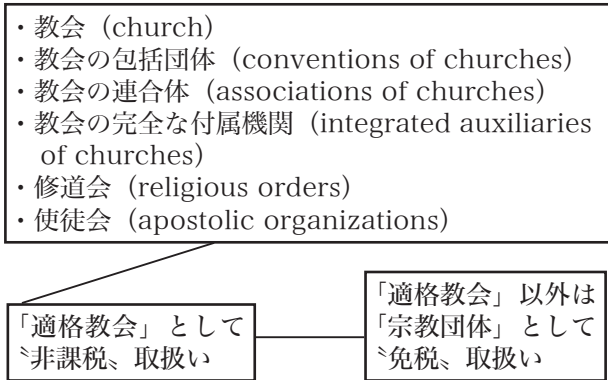 ・教会（church）
・教会の包括団体（conventions of churches）
・教会の連合体（associations of churches）
・教会の完全な付属機関（integrated auxiliaries
of churches）
・修道会（religious orders）
・使徒会（apostolic organizations）
「適格教会」として
〝非課税〟取扱い
「適格教会」以外は
「宗教団体」として
〝免税〟取扱い